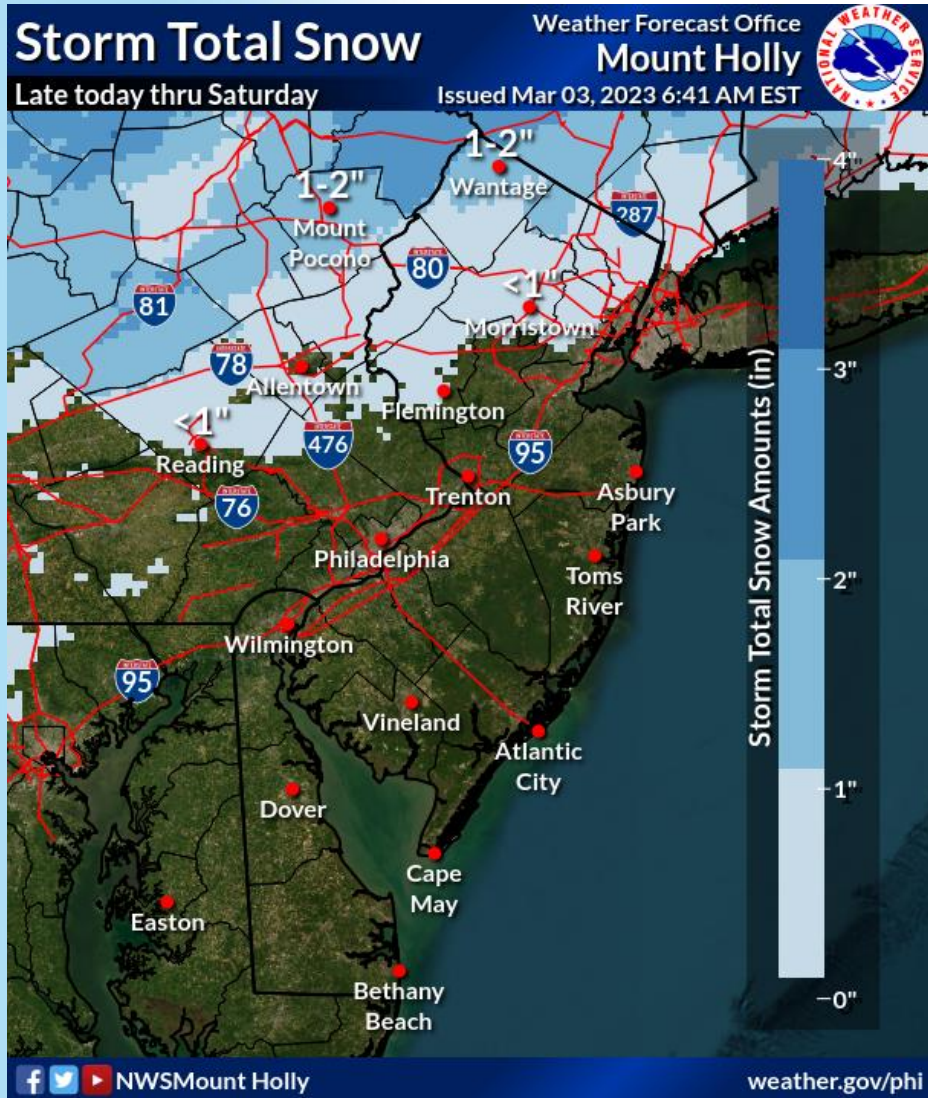 Storm Total Snow
Late today thru Saturday
Weather Forecast Office
Mount Holly
Issued Mar 03, 2023 6:41 AM EST
NATIONAL WEATHER SERVICE
1-2"
Wantage
1-2"
Mount
Pocono
287
80
81
<1"
Morristown
78
Allentown
Flemington
<1"
Reading
476
95
Trenton
Asbury
Park
76
Philadelphia
Toms
River
Wilmington
95
Vineland
Atlantic
City
Dover
Cape
May
Easton
Bethany
Beach
Storm Total Snow Amounts (in)
4"
3"
2"
1"
0"
NWSMount Holly
weather.gov/phi